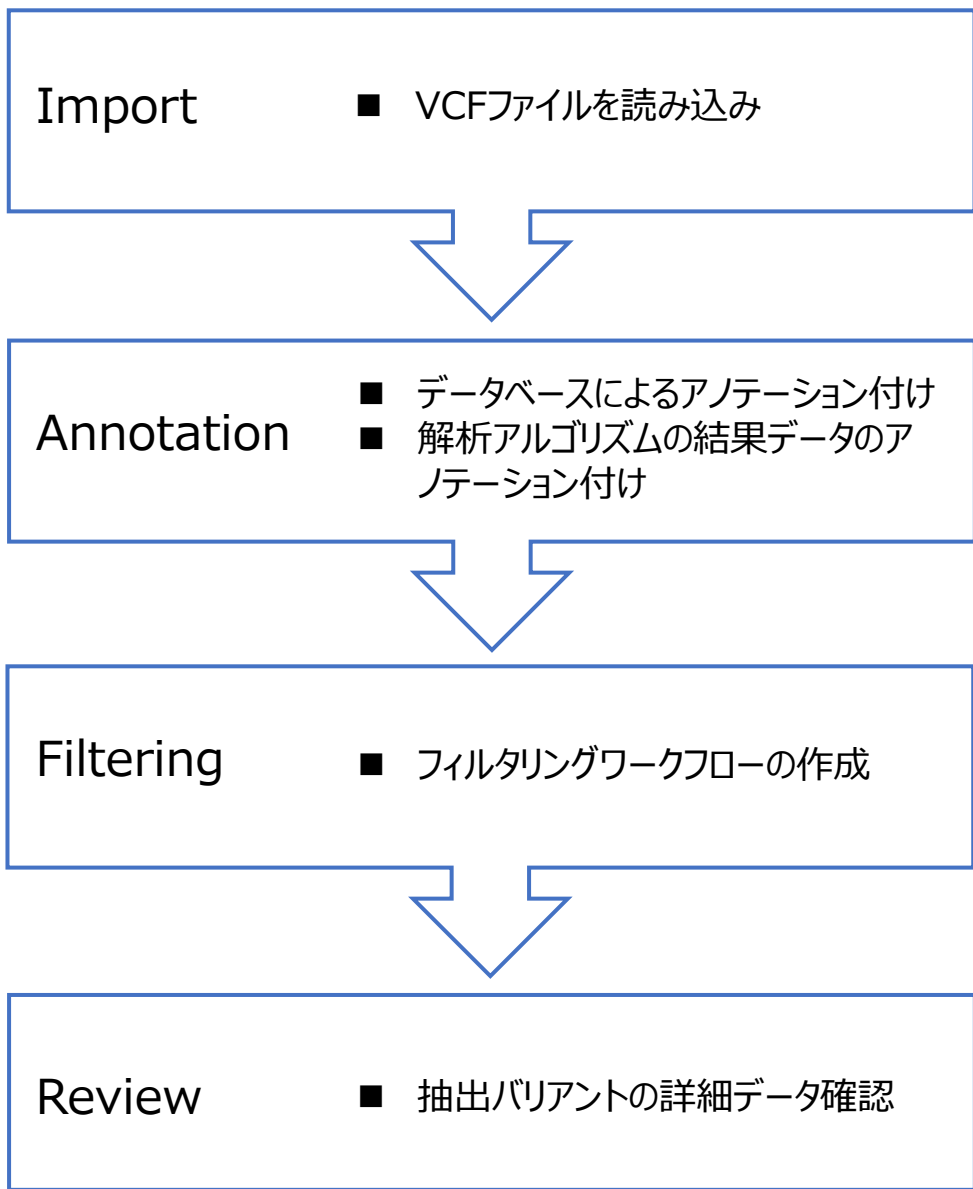 Import
■ VCFファイルを読み込み
Annotation
■ データベースによるアノテーション付け
■ 解析アルゴリズムの結果データのア
ノテーション付け
Filtering
■ フィルタリングワークフローの作成
Review
■ 抽出バリアントの詳細データ確認